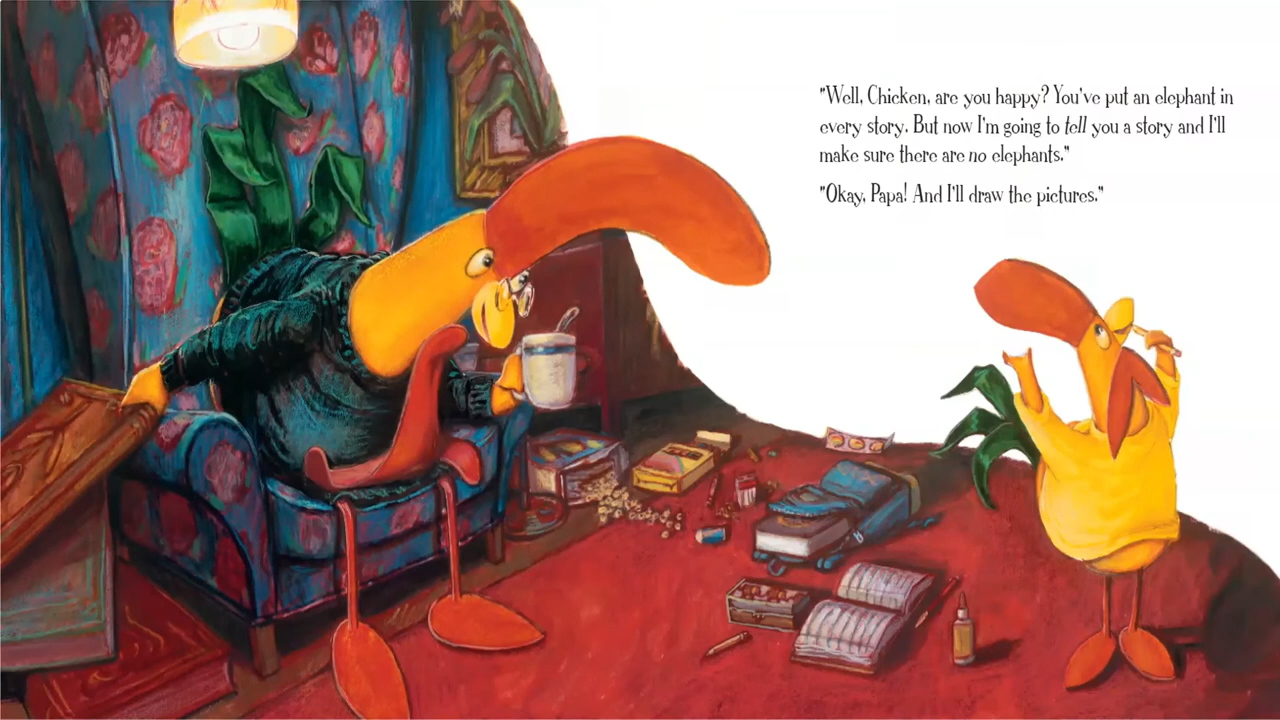 "Well, Chicken, are you happy? You've put an elephant in
every story. But now I'm going to tell you a story and I'll
make sure there are no elephants."
"Okay, Papa! And I'll draw the pictures."